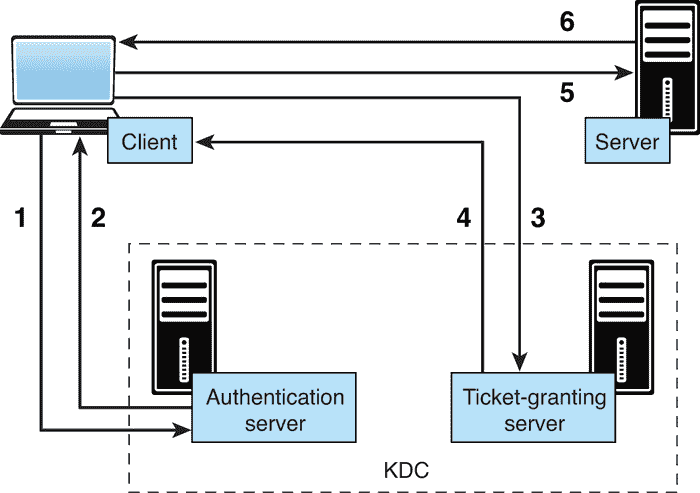 6
5
Client
Server
1
2
4
3
Authentication
server
Ticket-granting
server
KDC